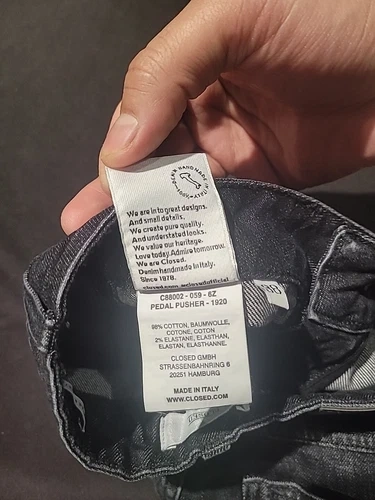 We are in to great designs.
And small details.
We create pure quality.
And understated looks.
We value our heritage.
Love today. Admire tomorrow.
We are Closed.
Denim handmade in Italy.
Since 1978.
C88002 - 059 - 6Z
PEDAL PUSHER - 1920
98% COTTON, BAUMWOLLE,
COTONE, COTON
2% ELASTANE, ELASTHAN,
ELASTAN, ELASTHANNE.
CLOSED GMBH
STRASSENBAHNRING 6
20251 HAMBURG
MADE IN ITALY
WWW.CLOSED.COM